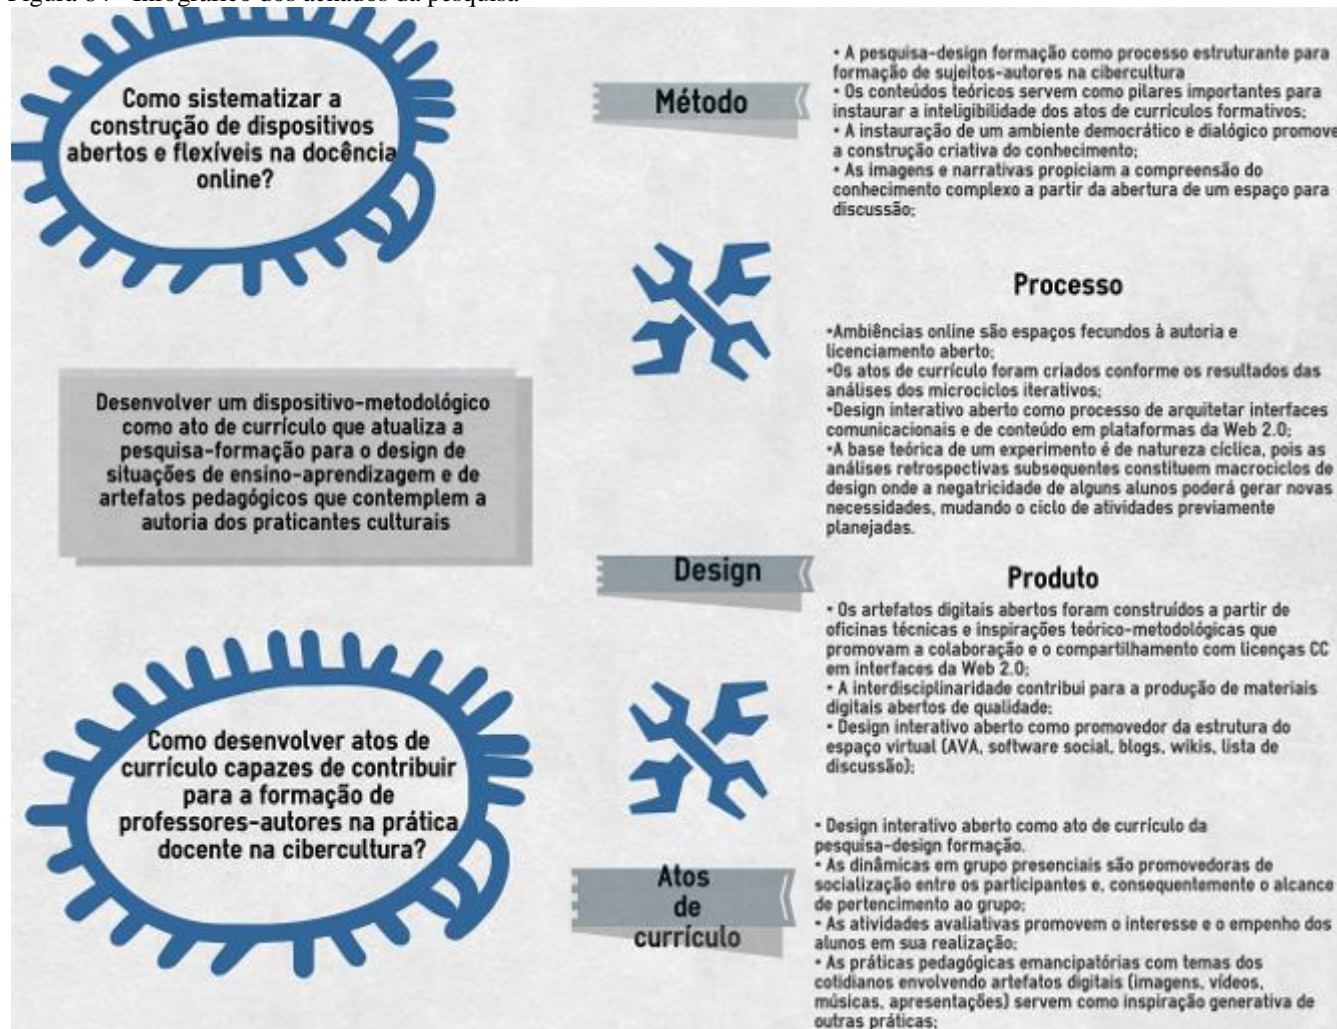 Como sistematizar a
construção de dispositivos
abertos e flexíveis na docência
online?
Desenvolver um dispositivo-metodológico
como ato de currículo que atualiza a
pesquisa-formação para o design de
situações de ensino-aprendizagem e de
artefatos pedagógicos que contemplem a
autoria dos praticantes culturais
Como desenvolver atos de
currículo capazes de contribuir
para a formação de
professores-autores na prática
docente na cibercultura?
Método
• A pesquisa-design formação como processo estruturante para
formação de sujeitos-autores na cibercultura
• Os conteúdos teóricos servem como pilares importantes para
instaurar a inteligibilidade dos atos de currículos formativos;
• A instauração de um ambiente democrático e dialógico promove
a construção criativa do conhecimento;
• As imagens e narrativas propiciam a compreensão do
conhecimento complexo a partir da abertura de um espaço para
discussão;
Processo
•Ambiências online são espaços fecundos à autoria e
licenciamento aberto;
•Os atos de currículo foram criados conforme os resultados das
análises dos microciclos iterativos;
•Design interativo aberto como processo de arquitetar interfaces
comunicacionais e de conteúdo em plataformas da Web 2.0;
•A base teórica de um experimento é de natureza cíclica, pois as
análises retrospectivas subsequentes constituem macrociclos de
design onde a negatricidade de alguns alunos poderá gerar novas
necessidades, mudando o ciclo de atividades previamente
planejadas.
Design
Produto
• Os artefatos digitais abertos foram construídos a partir de
oficinas técnicas e inspirações teórico-metodológicas que
promovam a colaboração e o compartilhamento com licenças CC
em interfaces da Web 2.0;
• A interdisciplinaridade contribui para a produção de materiais
digitais abertos de qualidade;
• Design interativo aberto como promovedor da estrutura do
espaço virtual (AVA, software social, blogs, wikis, lista de
discussão);
Atos
de
currículo
• Design interativo aberto como ato de currículo da
pesquisa-design formação.
• As dinâmicas em grupo presenciais são promovedoras de
socialização entre os participantes e, consequentemente o alcance
de pertencimento ao grupo;
• As atividades avaliativas promovem o interesse e o empenho dos
alunos em sua realização;
• As práticas pedagógicas emancipatórias com temas dos
cotidianos envolvendo artefatos digitais (imagens, vídeos,
músicas, apresentações) servem como inspiração generativa de
outras práticas;